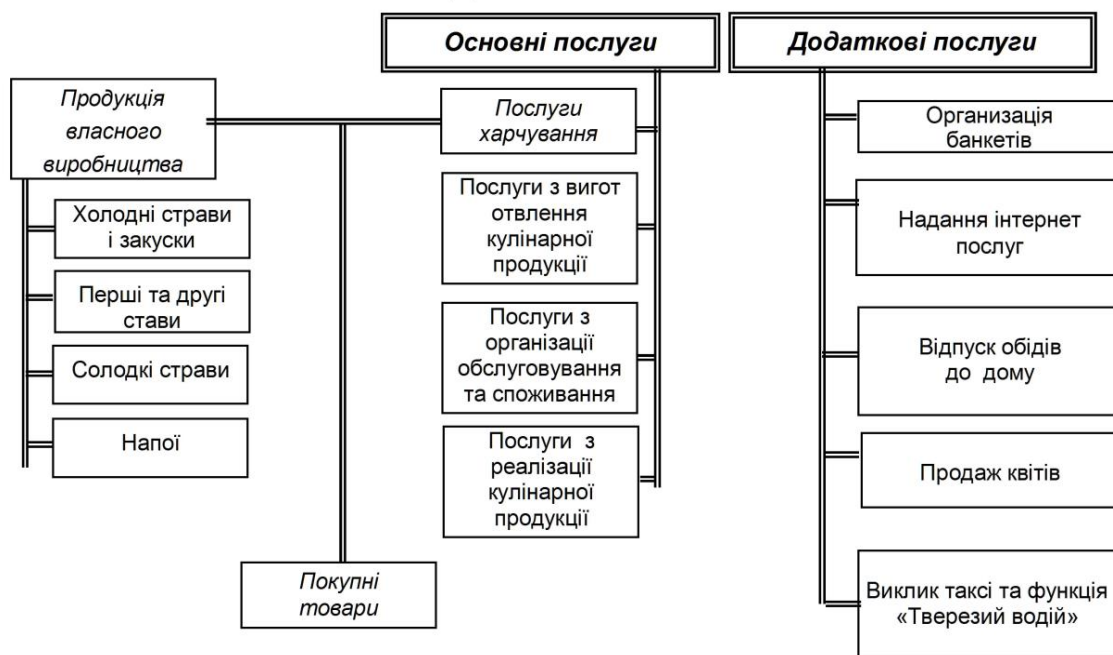 Основні послуги
Додаткові послуги
Продукція
власного
виробництва
Холодні страви
і закуски
Перші та другі
стави
Солодкі страви
Напої
Послуги
харчування
Послуги з вигот
отвлення
кулінарної
продукції
Послуги з
організації
обслуговування
та споживання
Послуги з
реалізації
кулінарної
продукції
Покупні
товари
Организація
банкетів
Надання інтернет
послуг
Відпуск обідів
до дому
Продаж квітів
Виклик таксі та функція
«Тверезий водій»